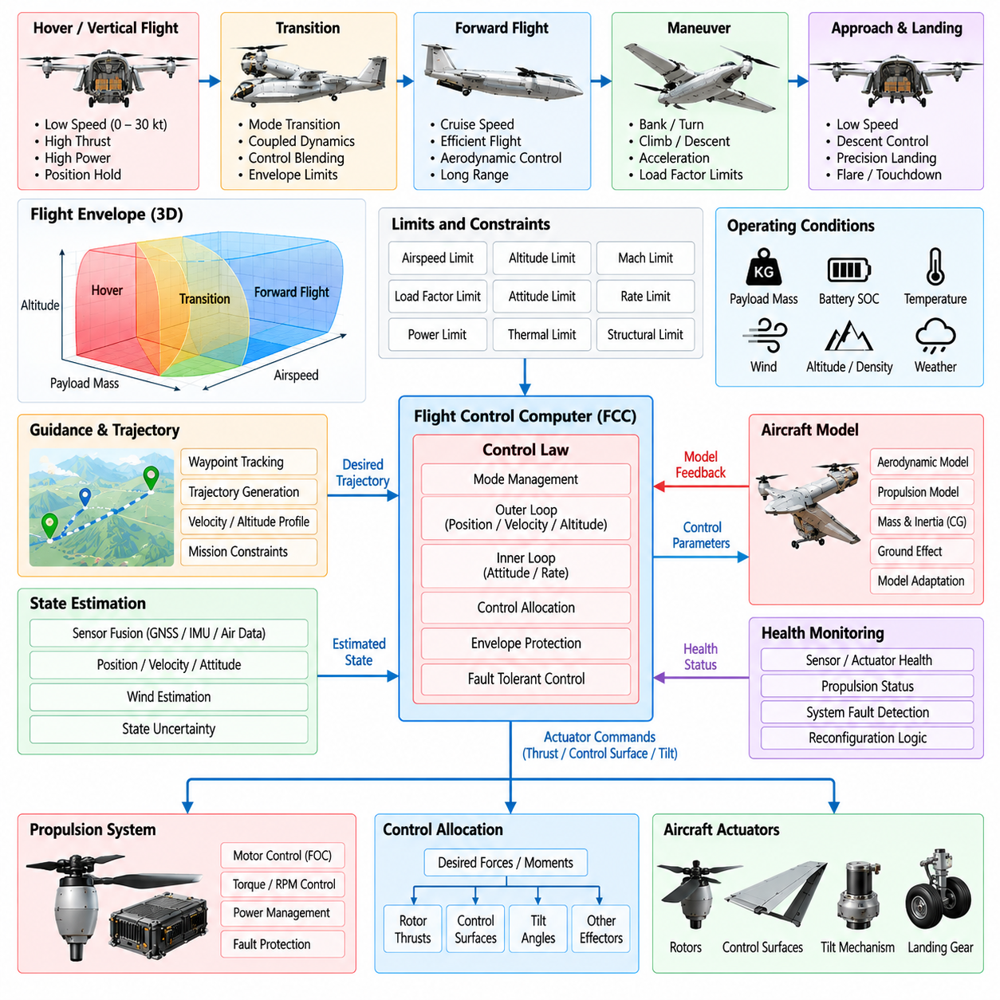 Hover / Vertical Flight
• Low Speed (0 – 30 kt)
• High Thrust
• High Power
• Position Hold
Transition
• Mode Transition
• Coupled Dynamics
• Control Blending
• Envelope Limits
Forward Flight
• Cruise Speed
• Efficient Flight
• Aerodynamic Control
• Long Range
Maneuver
• Bank / Turn
• Climb / Descent
• Acceleration
• Load Factor Limits
Approach & Landing
• Low Speed
• Descent Control
• Precision Landing
• Flare / Touchdown
Flight Envelope (3D)
Altitude
Hover
Transition
Forward Flight
Payload Mass
Airspeed
Limits and Constraints
Airspeed Limit
Altitude Limit
Mach Limit
Load Factor Limit
Attitude Limit
Rate Limit
Power Limit
Thermal Limit
Structural Limit
Operating Conditions
KG
Payload Mass
Battery SOC
Temperature
Wind
Altitude / Density
Weather
Guidance & Trajectory
Waypoint Tracking
Trajectory Generation
Velocity / Altitude Profile
Mission Constraints
Desired
Trajectory
State Estimation
Sensor Fusion (GNSS / IMU / Air Data)
Position / Velocity / Attitude
Wind Estimation
State Uncertainty
Estimated
State
Flight Control Computer (FCC)
Control Law
Mode Management
Outer Loop
(Position / Velocity / Altitude)
Inner Loop
(Attitude / Rate)
Control Allocation
Envelope Protection
Fault Tolerant Control
Model
Feedback
Control
Parameters
Aircraft Model
Aerodynamic Model
Propulsion Model
Mass & Inertia (CG)
Ground Effect
Model Adaptation
Health
Status
Health Monitoring
Sensor / Actuator Health
Propulsion Status
System Fault Detection
Reconfiguration Logic
Actuator Commands
(Thrust / Control Surface / Tilt)
Propulsion System
Motor Control (FOC)
Torque / RPM Control
Power Management
Fault Protection
Control Allocation
Desired Forces / Moments
Rotor
Thrusts
Control
Surfaces
Tilt
Angles
Other
Effectors
Aircraft Actuators
Rotors
Control Surfaces
Tilt Mechanism
Landing Gear